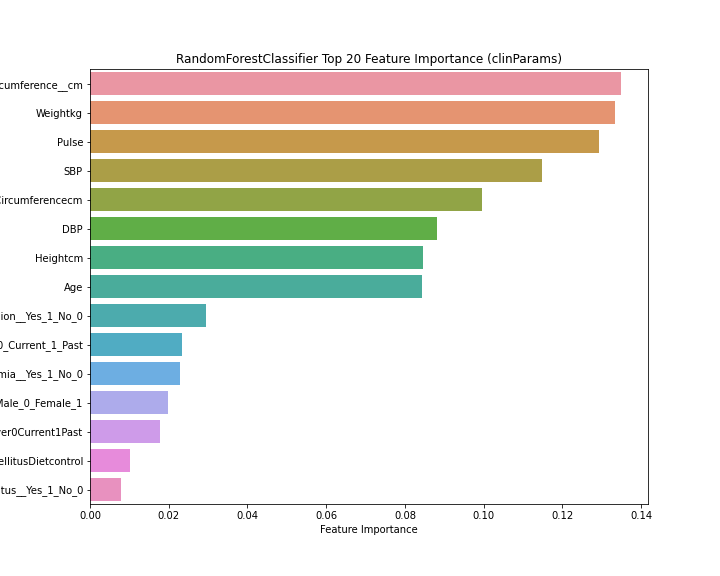 RandomForestClassifier Top 20 Feature Importance (clinParams)
cumference__cm
Weightkg
Pulse
SBP
Circumferencecm
DBP
Heightcm
Age
ion__Yes_1_No_0
0_Current_1_Past
mia__Yes_1_No_0
Male_0_Female_1
er0Current1Past
ellitusDietcontrol
tus__Yes_1_No_0
0.00 0.02 0.04 0.06 0.08 0.10 0.12 0.14
Feature Importance